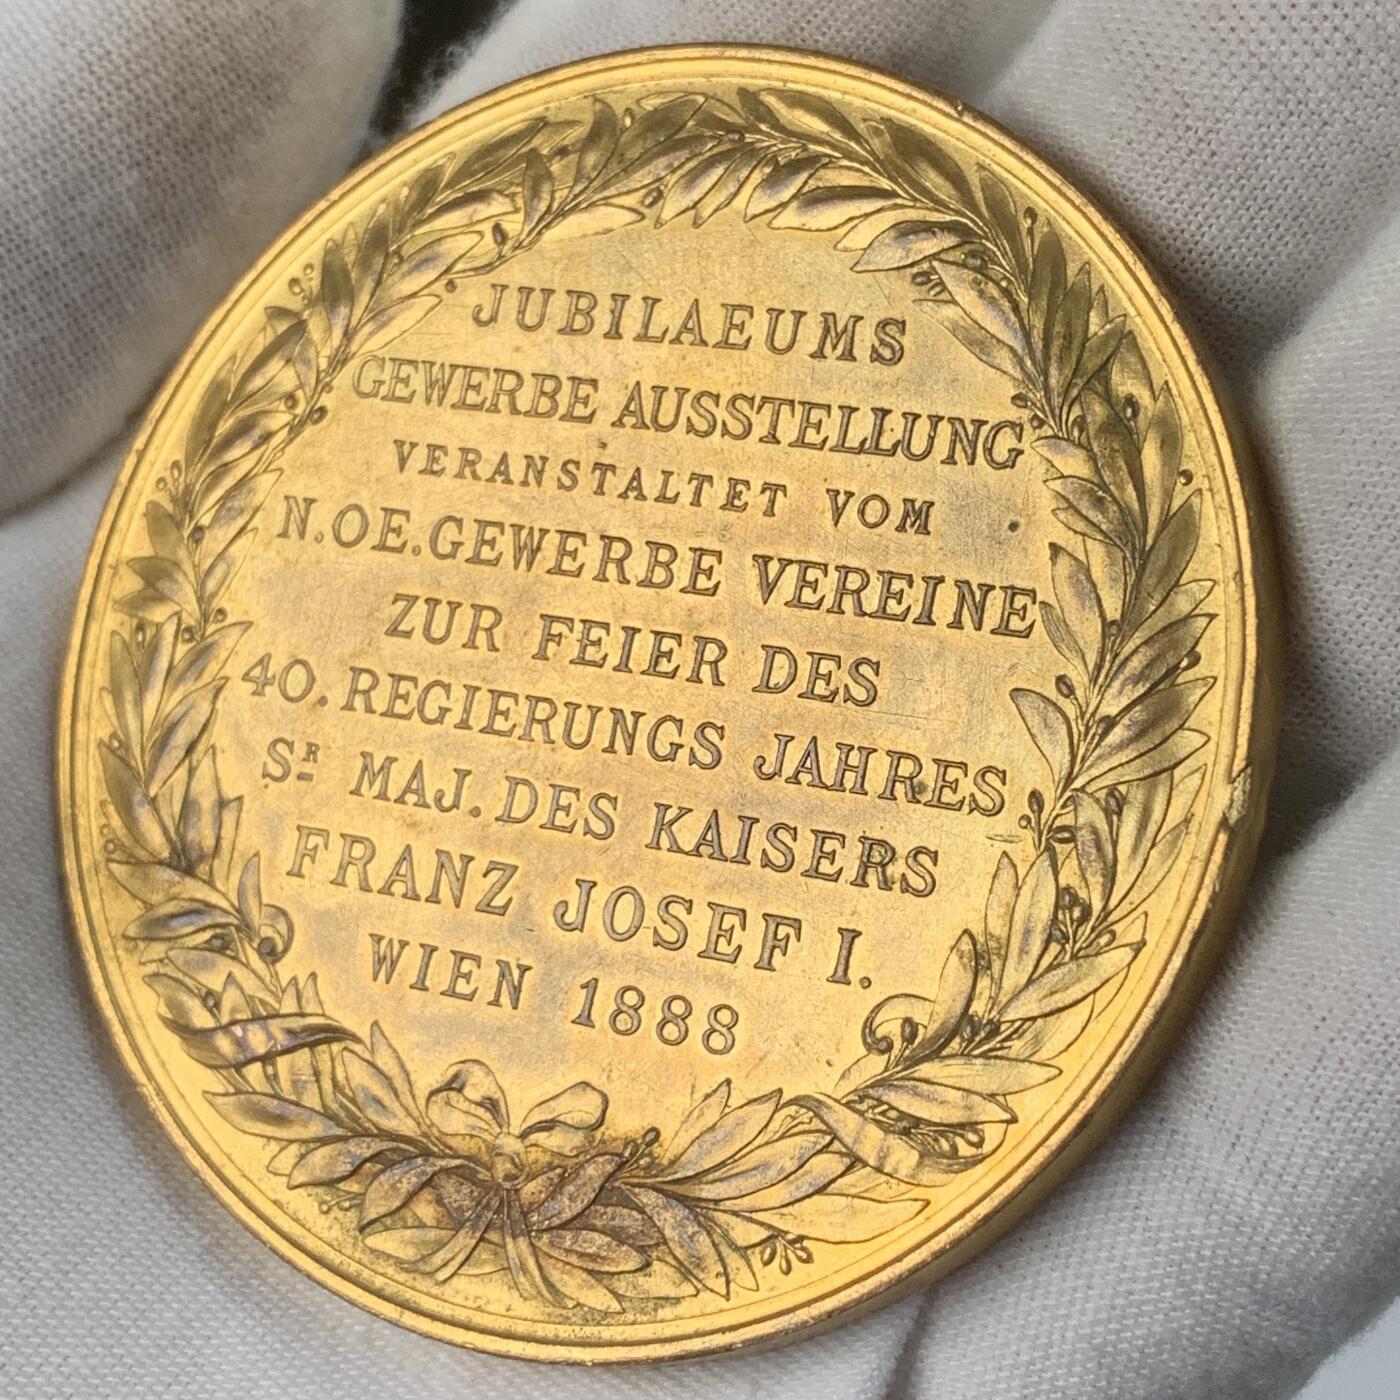 JUBILAEUMS
GEWERBE AUSSTELLUNG
VERANSTALTET VOM
N.OE.GEWERBE VEREINE
ZUR FEIER DES
40. REGIERUNGS JAHRES
SR MAJ. DES KAISERS
FRANZ JOSEF I.
WIEN 1888